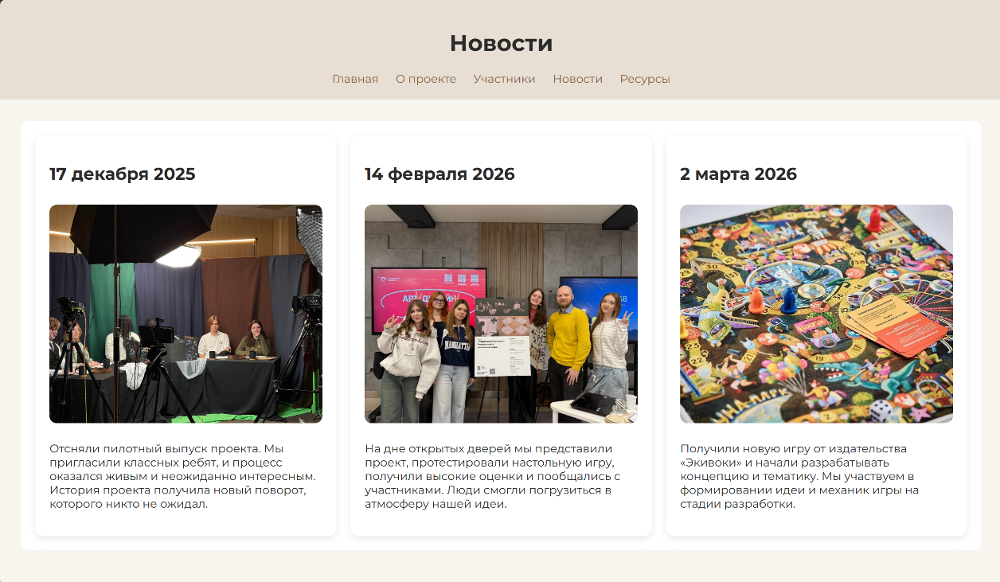 Новости
Главная О проекте Участники Новости Ресурсы
17 декабря 2025
14 февраля 2026
2 марта 2026
АРТ/ДИЗАЙН/
MANHATTAN
Отсняли пилотный выпуск проекта. Мы
пригласили классных ребят, и процесс
оказался живым и неожиданно интересным.
История проекта получила новый поворот,
которого никто не ожидал.
На дне открытых дверей мы представили
проект, протестировали настольную игру,
получили высокие оценки и пообщались с
участниками. Люди смогли погрузиться в
атмосферу нашей идеи.
Получили новую игру от издательства
«Экивоки» и начали разрабатывать
концепцию и тематику. Мы участвуем в
формировании идеи и механик игры на
стадии разработки.